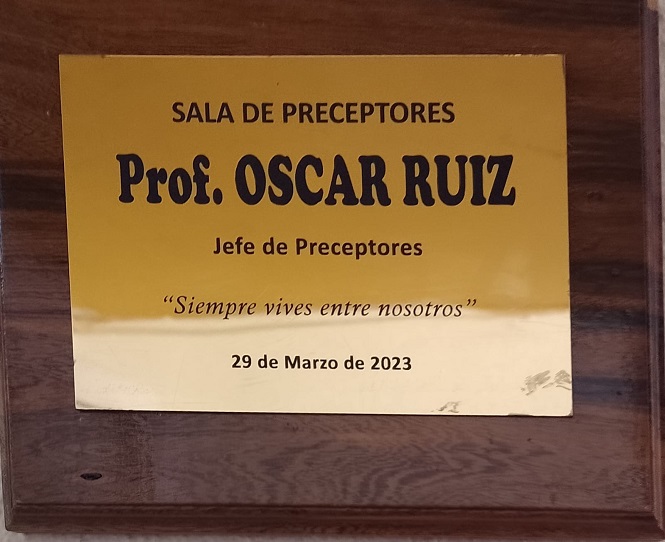 SALA DE PRECEPTORES
Prof. OSCAR RUIZ
Jefe de Preceptores
“Siempre vives entre nosotros”
29 de Marzo de 2023